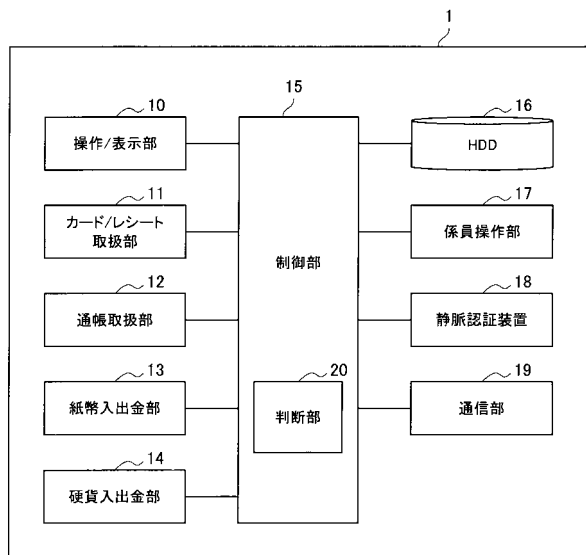 1
10
操作/表示部
11
カード/レシート
取扱部
12
通帳取扱部
13
紙幣入出金部
14
硬貨入出金部
15
制御部
20
判断部
16
HDD
17
係員操作部
18
静脈認証装置
19
通信部